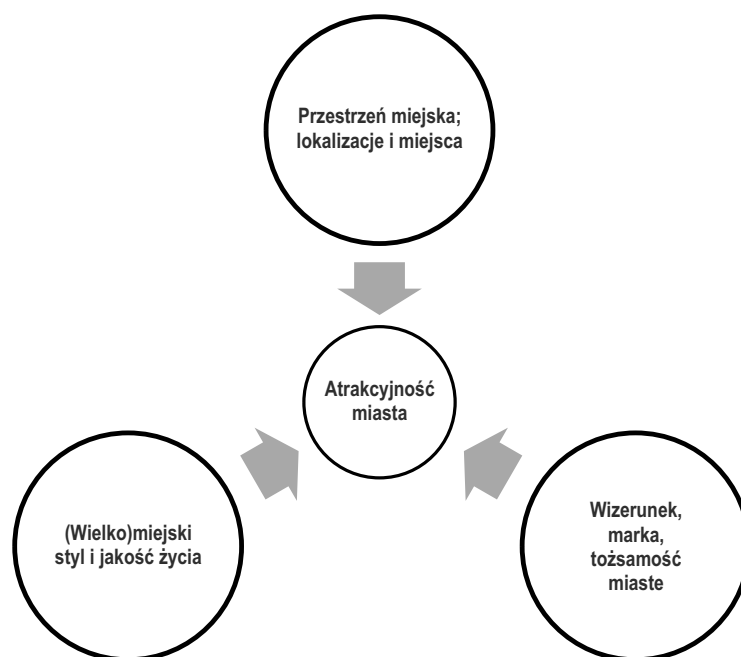 Przestrzeń miejska;
lokalizacje i miejsca
Atrakcyjność
miasta
(Wielko)miejski
styl i jakość życia
Wizerunek,
marka,
tożsamość
miaste